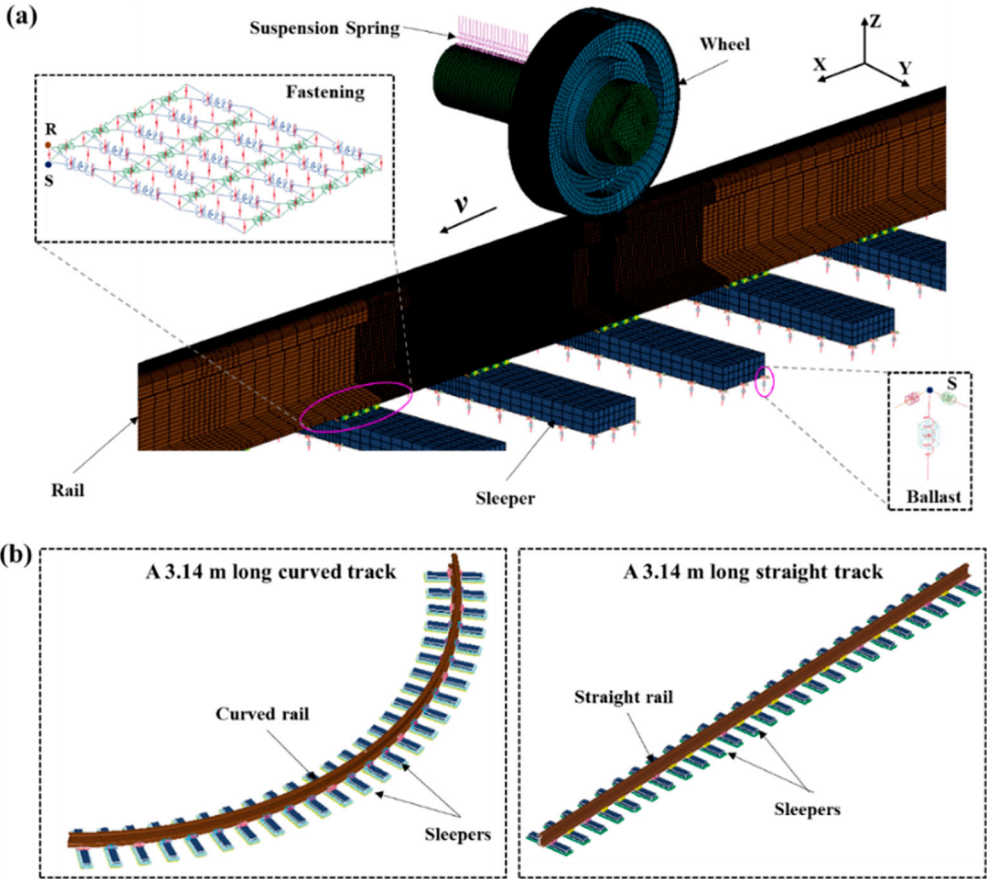 (a)
Suspension Spring
Wheel
Z
X
Y
Fastening
R
S
v
S
Ballast
Rail
Sleeper
(b)
A 3.14 m long curved track
A 3.14 m long straight track
Curved rail
Straight rail
Sleepers
Sleepers